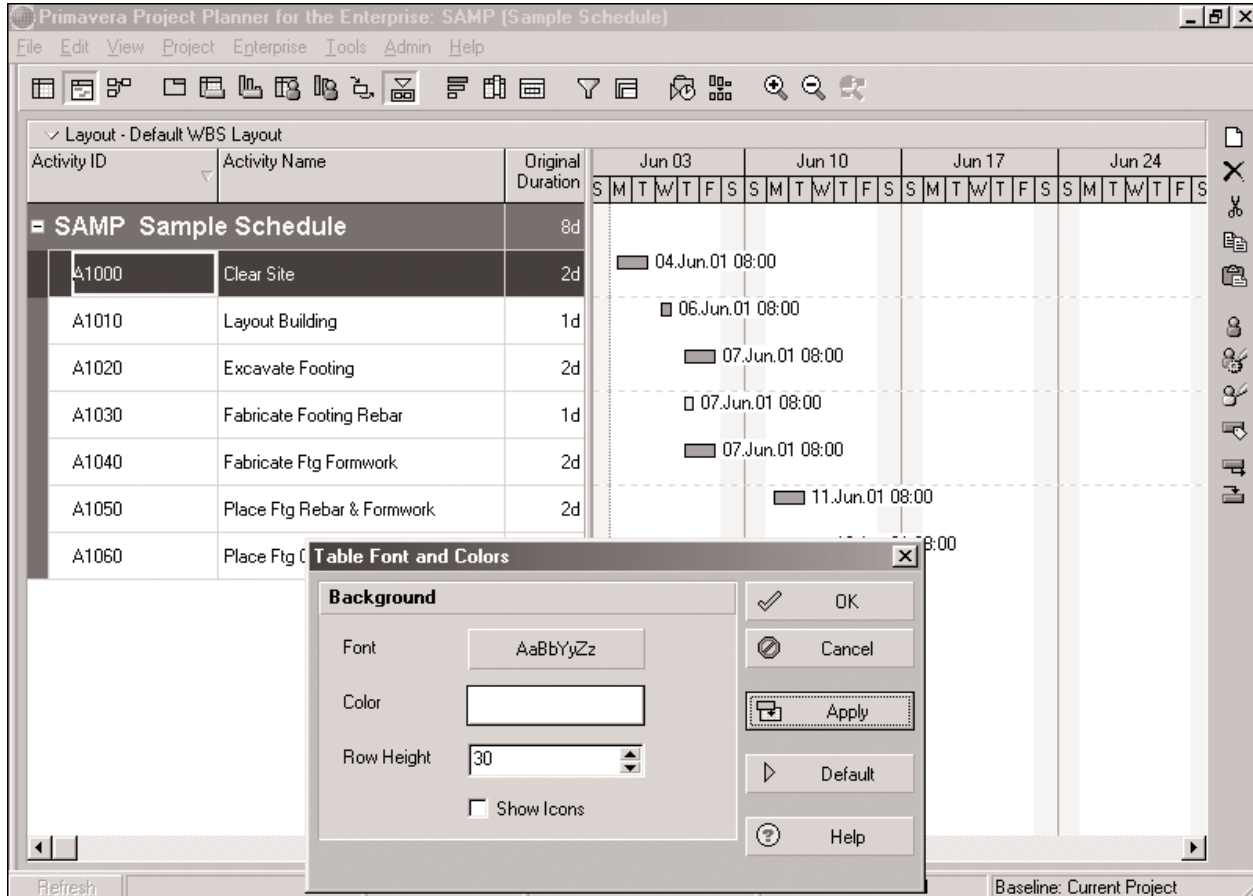 Primavera Project Planner for the Enterprise: SAMP (Sample Schedule)
File Edit View Project Enterprise Tools Admin Help
Layout - Default WBS Layout
Activity ID Activity Name Original Duration Jun 03 Jun 10 Jun 17 Jun 24
S M T W T F S S M T W T F S S M T W T F S S M T W T F S
SAMP Sample Schedule 8d
A1000 Clear Site 2d 04.Jun.01 08:00
A1010 Layout Building 1d 06.Jun.01 08:00
A1020 Excavate Footing 2d 07.Jun.01 08:00
A1030 Fabricate Footing Rebar 1d 07.Jun.01 08:00
A1040 Fabricate Ftg Formwork 2d 07.Jun.01 08:00
A1050 Place Ftg Rebar & Formwork 2d 11.Jun.01 08:00
A1060 Place Ftg
Table Font and Colors
Background
Font AaBbYyZz
Color
Row Height 30
Show Icons
OK
Cancel
Apply
Default
Help
Refresh Baseline: Current Project